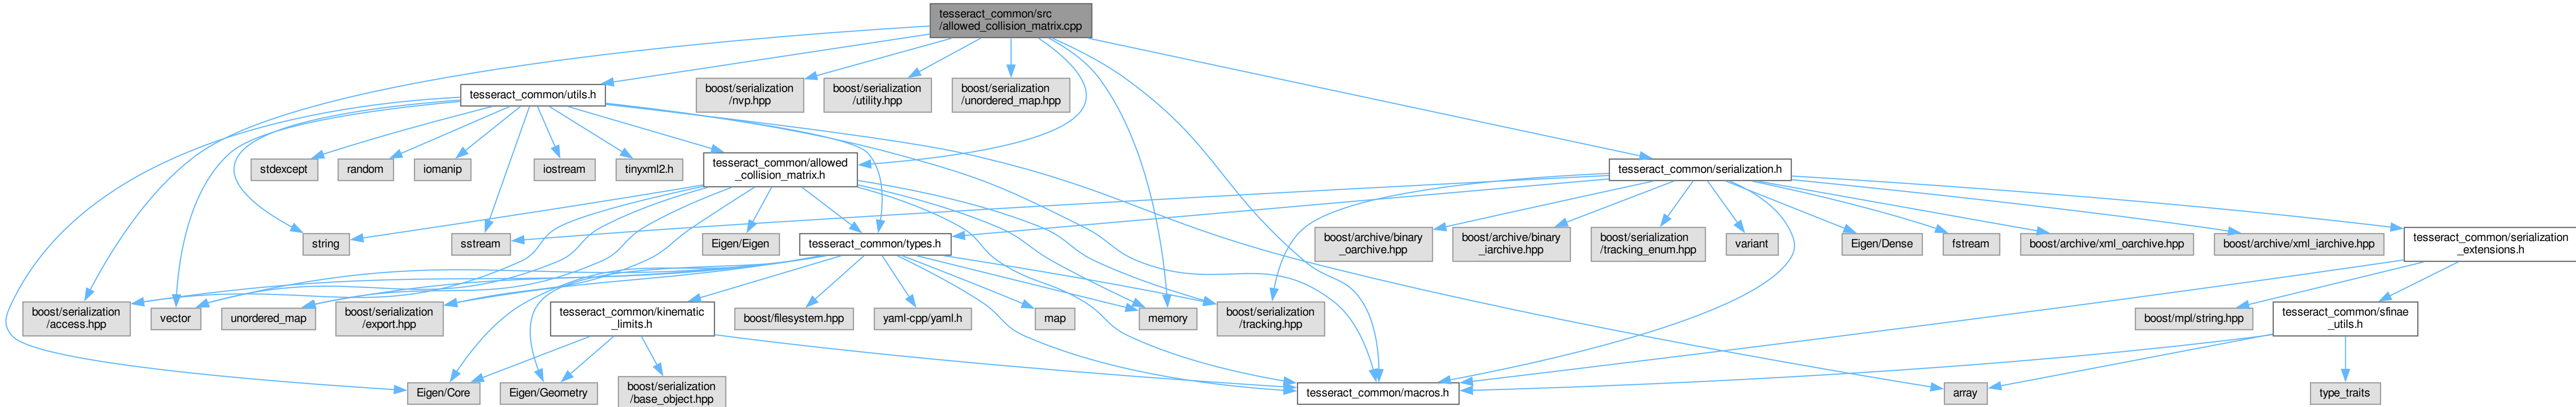 tesseract_common/src
/allowed_collision_matrix.cpp
tesseract_common/utils.h
boost/serialization
/nvp.hpp
boost/serialization
/utility.hpp
boost/serialization
/unordered_map.hpp
stdexcept
random
iomanip
iostream
tinyxml2.h
tesseract_common/allowed
_collision_matrix.h
tesseract_common/serialization.h
string
sstream
Eigen/Eigen
tesseract_common/types.h
boost/archive/binary
_oarchive.hpp
boost/archive/binary
_iarchive.hpp
boost/serialization
/tracking_enum.hpp
variant
Eigen/Dense
fstream
boost/archive/xml_oarchive.hpp
boost/archive/xml_iarchive.hpp
tesseract_common/serialization
_extensions.h
boost/serialization
/access.hpp
vector
unordered_map
boost/serialization
/export.hpp
tesseract_common/kinematic
_limits.h
boost/filesystem.hpp
yaml-cpp/yaml.h
map
memory
boost/serialization
/tracking.hpp
boost/mpl/string.hpp
tesseract_common/sfinae
_utils.h
Eigen/Core
Eigen/Geometry
boost/serialization
/base_object.hpp
tesseract_common/macros.h
array
type_traits